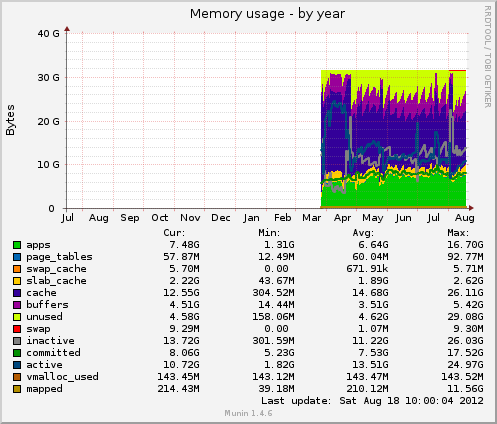 Memory usage - by year
RRDTOOL / TOBI OETIKER
Bytes
40 G
30 G
20 G
10 G
0
Jul Aug Sep Oct Nov Dec Jan Feb Mar Apr May Jun Jul Aug
Cur: Min: Avg: Max:
apps 7.48G 1.31G 6.64G 16.70G
page_tables 57.87M 12.49M 60.04M 97.27M
swap_cache 5.70M 0.00 671.91k 5.71M
slab_cache 2.22G 43.67M 1.89G 2.62G
cache 12.55G 304.52M 14.68G 26.11G
buffers 4.51G 14.44M 3.51G 5.42G
unused 4.58G 158.06M 4.62G 29.08G
swap 9.29M 0.00 1.07M 9.30M
inactive 13.72G 301.59M 11.22G 26.03G
committed 8.06G 5.23G 7.53G 17.52G
active 10.72G 1.82G 13.51G 24.97G
vmalloc_used 143.45M 143.12M 143.47M 143.52M
mapped 214.43M 39.18M 210.12M 11.56G
Last update: Sat Aug 18 10:00:04 2012
Munin 1.4.6